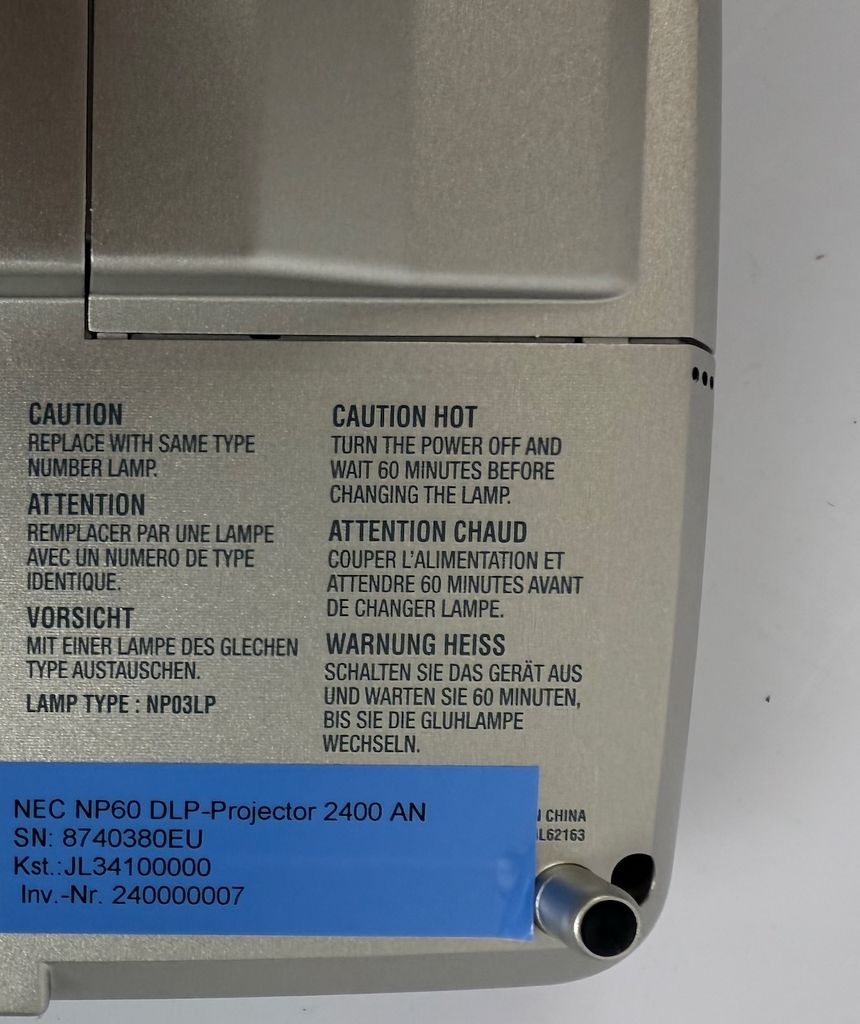 CAUTION
REPLACE WITH SAME TYPE
NUMBER LAMP.
ATTENTION
REMPLACER PAR UNE LAMPE
AVEC UN NUMERO DE TYPE
IDENTIQUE.
VORSICHT
MIT EINER LAMPE DES GLECHEN
TYPE AUSTAUSCHEN.
LAMP TYPE : NP03LP
CAUTION HOT
TURN THE POWER OFF AND
WAIT 60 MINUTES BEFORE
CHANGING THE LAMP.
ATTENTION CHAUD
COUPER L'ALIMENTATION ET
ATTENDRE 60 MINUTES AVANT
DE CHANGER LAMPE.
WARNUNG HEISS
SCHALTEN SIE DAS GERÄT AUS
UND WARTEN SIE 60 MINUTEN,
BIS SIE DIE GLUHLAMPE
WECHSELN.
CHINA
L62163
NEC NP60 DLP-Projector 2400 AN
SN: 8740380EU
Kst.:JL34100000
Inv.-Nr. 240000007